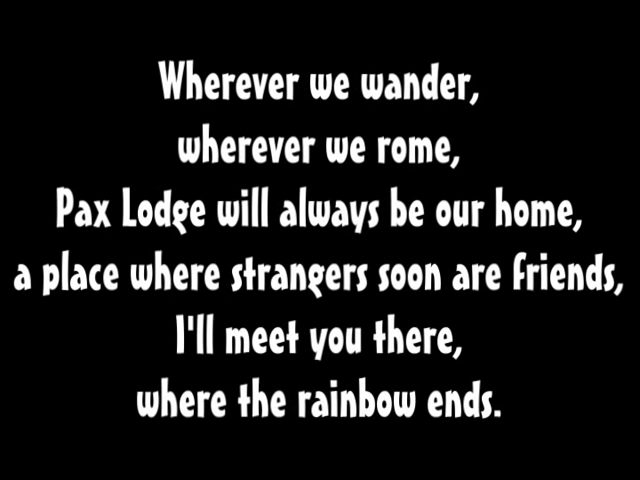 Wherever we wander,
wherever we rome,
Pax Lodge will always be our home,
a place where strangers soon are friends,
I'll meet you there,
where the rainbow ends.